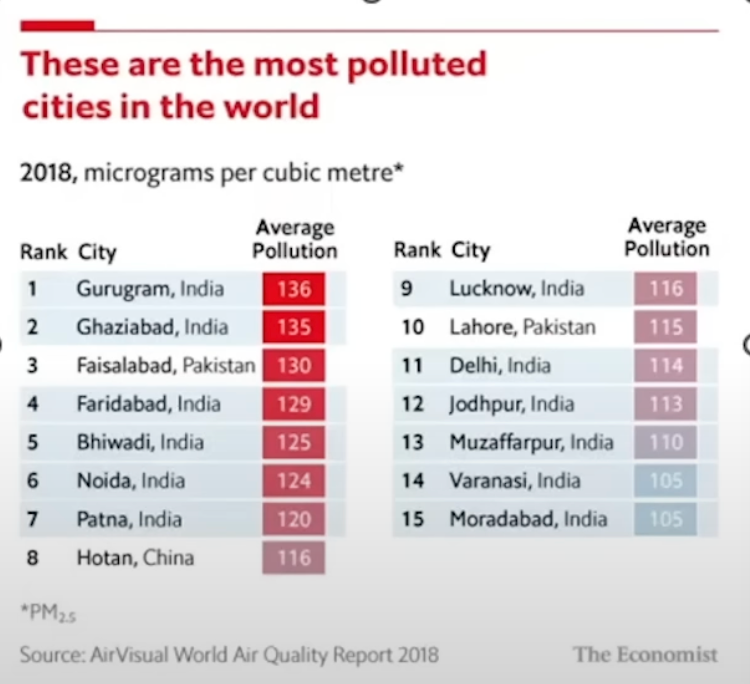 These are the most polluted
cities in the world
2018, micrograms per cubic metre*
Rank City Average Pollution
1 Gurugram, India 136
2 Ghaziabad, India 135
3 Faisalabad, Pakistan 130
4 Faridabad, India 129
5 Bhiwadi, India 125
6 Noida, India 124
7 Patna, India 120
8 Hotan, China 116
Rank City Average Pollution
9 Lucknow, India 116
10 Lahore, Pakistan 115
11 Delhi, India 114
12 Jodhpur, India 113
13 Muzaffarpur, India 110
14 Varanasi, India 105
15 Moradabad, India 105
*PM2.5
Source: AirVisual World Air Quality Report 2018
The Economist